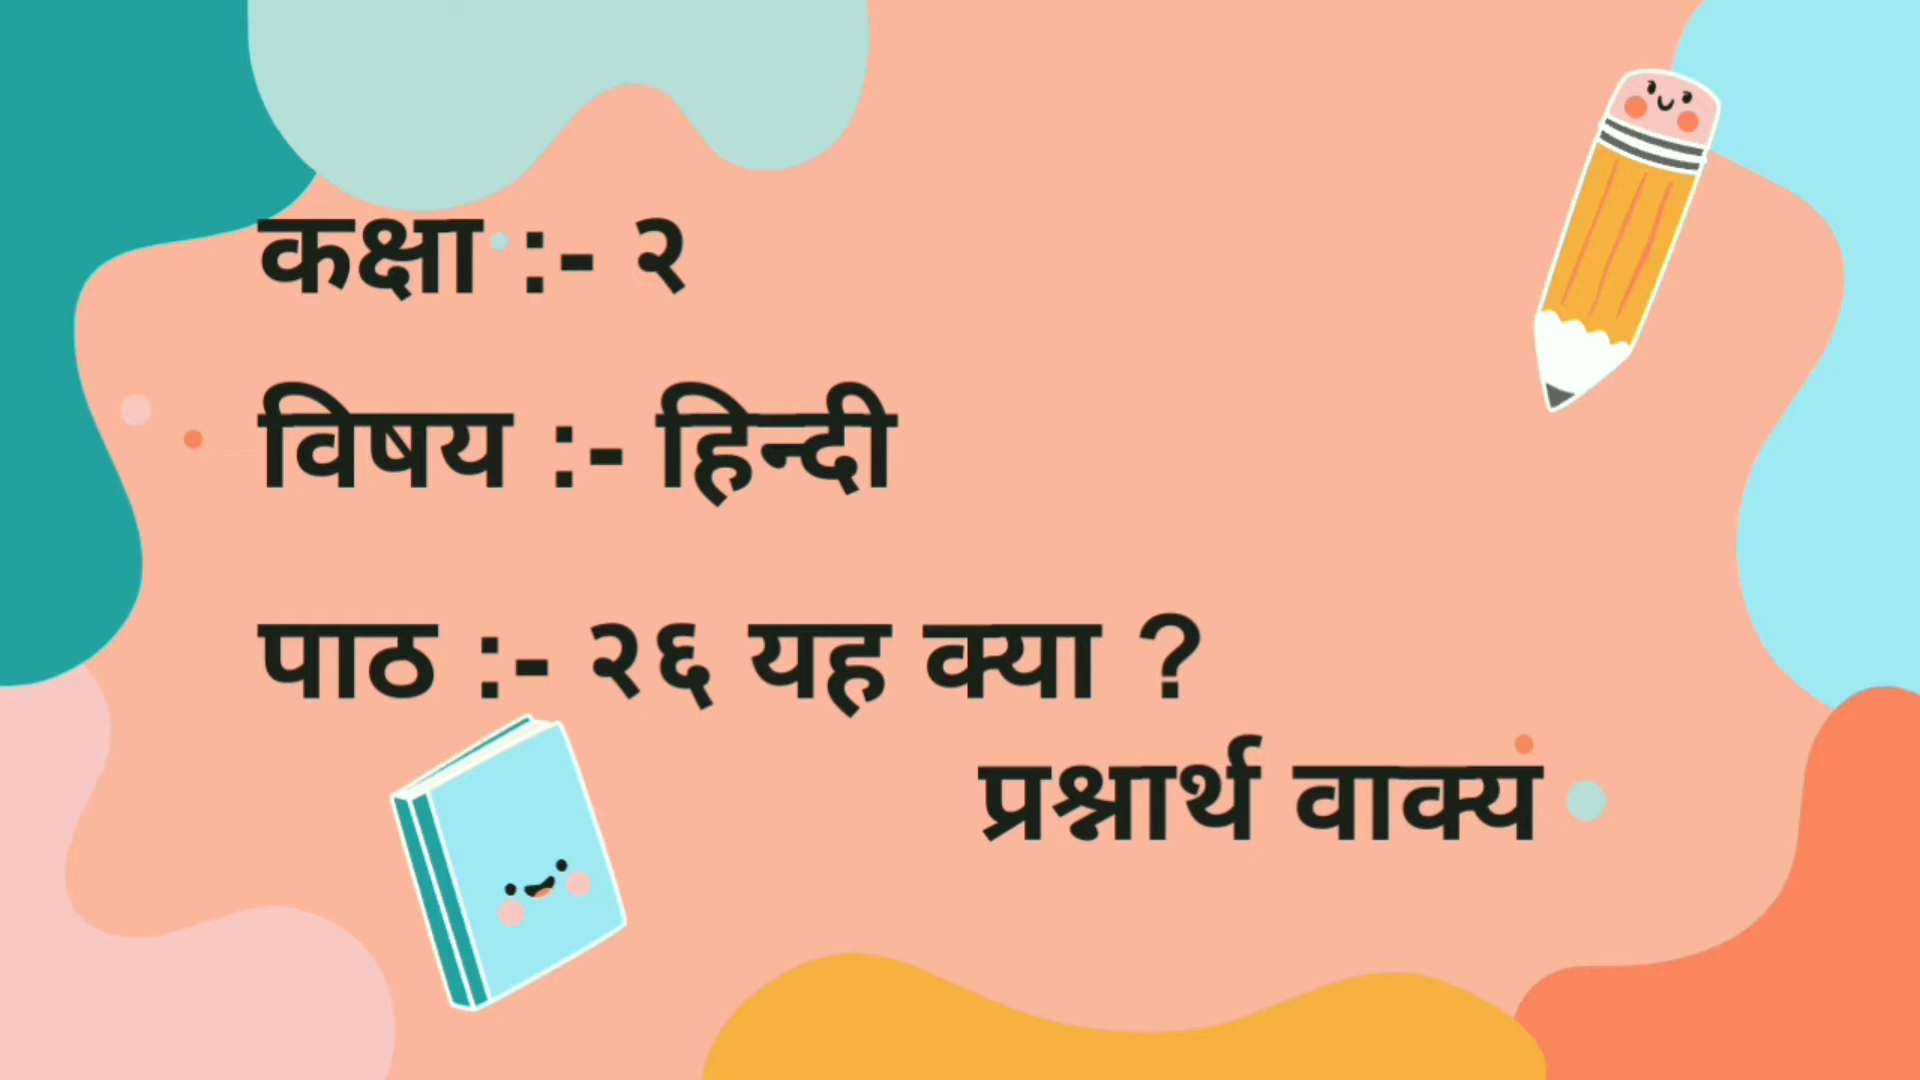 कक्षा :- २
विषय :- हिन्दी
पाठ :- २६ यह क्या ?
प्रश्नार्थ वाक्य